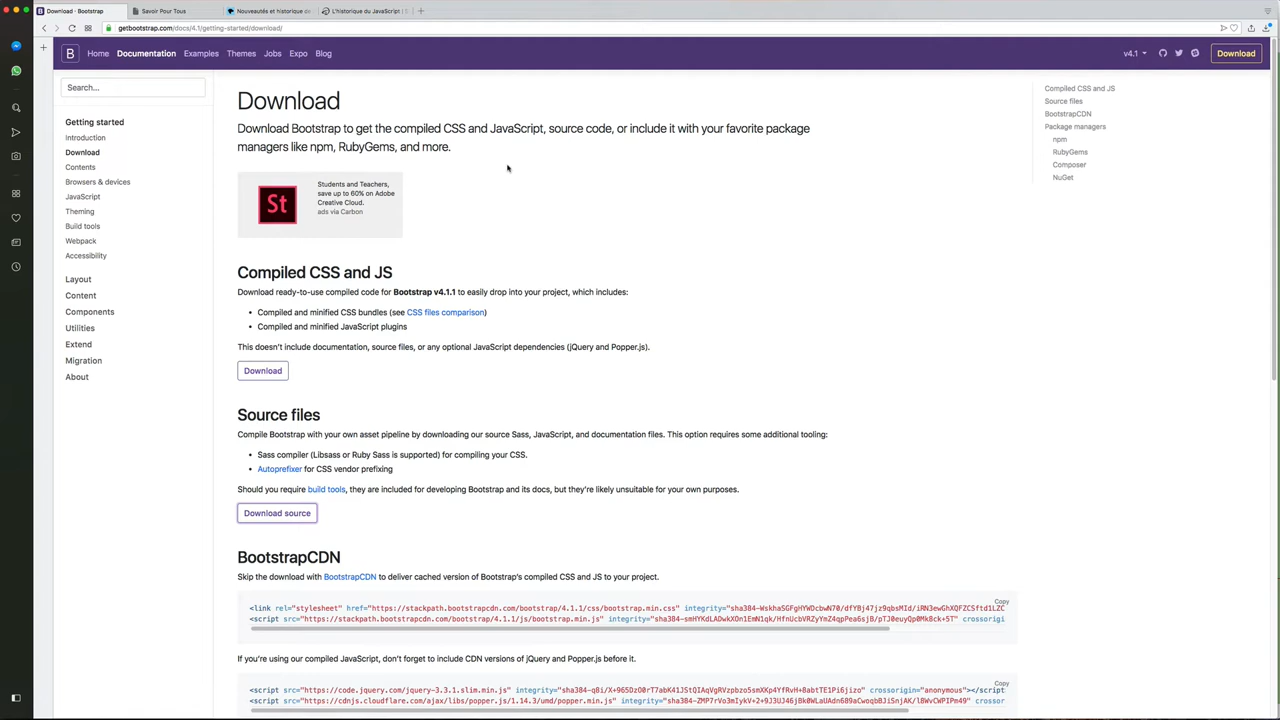 Download · Bootstrap
Savoir Pour Tous
Nouveautés et historique de
L'historique du JavaScript |
getbootstrap.com/docs/4.1/getting-started/download/
B
Home
Documentation
Examples
Themes
Jobs
Expo
Blog
v4.1
Download
Search...
Getting started
Introduction
Download
Contents
Browsers & devices
JavaScript
Theming
Build tools
Webpack
Accessibility
Layout
Content
Components
Utilities
Extend
Migration
About
Download
Download Bootstrap to get the compiled CSS and JavaScript, source code, or include it with your favorite package
managers like npm, RubyGems, and more.
St
Students and Teachers,
save up to 60% on Adobe
Creative Cloud.
ads via Carbon
Compiled CSS and JS
Download ready-to-use compiled code for Bootstrap v4.1.1 to easily drop into your project, which includes:
• Compiled and minified CSS bundles (see CSS files comparison)
• Compiled and minified JavaScript plugins
This doesn't include documentation, source files, or any optional JavaScript dependencies (jQuery and Popper.js).
Download
Source files
Compile Bootstrap with your own asset pipeline by downloading our source Sass, JavaScript, and documentation files. This option requires some additional tooling:
• Sass compiler (Libsass or Ruby Sass is supported) for compiling your CSS.
• Autoprefixer for CSS vendor prefixing
Should you require build tools, they are included for developing Bootstrap and its docs, but they're likely unsuitable for your own purposes.
Download source
BootstrapCDN
Skip the download with BootstrapCDN to deliver cached version of Bootstrap's compiled CSS and JS to your project.
Copy
<link rel="stylesheet" href="https://stackpath.bootstrapcdn.com/bootstrap/4.1.1/css/bootstrap.min.css" integrity=
<script src="https://stackpath.bootstrapcdn.com/bootstrap/4.1.1/js/bootstrap.min.js" integrity= crossorigi
If you're using our compiled JavaScript, don't forget to include CDN versions of jQuery and Popper.js before it.
Copy
<script src="https://code.jquery.com/jquery-3.3.1.slim.min.js" integrity= crossorigin="anonymous"></script
<script src="https://cdnjs.cloudflare.com/ajax/libs/popper.js/1.14.3/umd/popper.min.js" integrity= crossor
Compiled CSS and JS
Source files
BootstrapCDN
Package managers
npm
RubyGems
Composer
NuGet